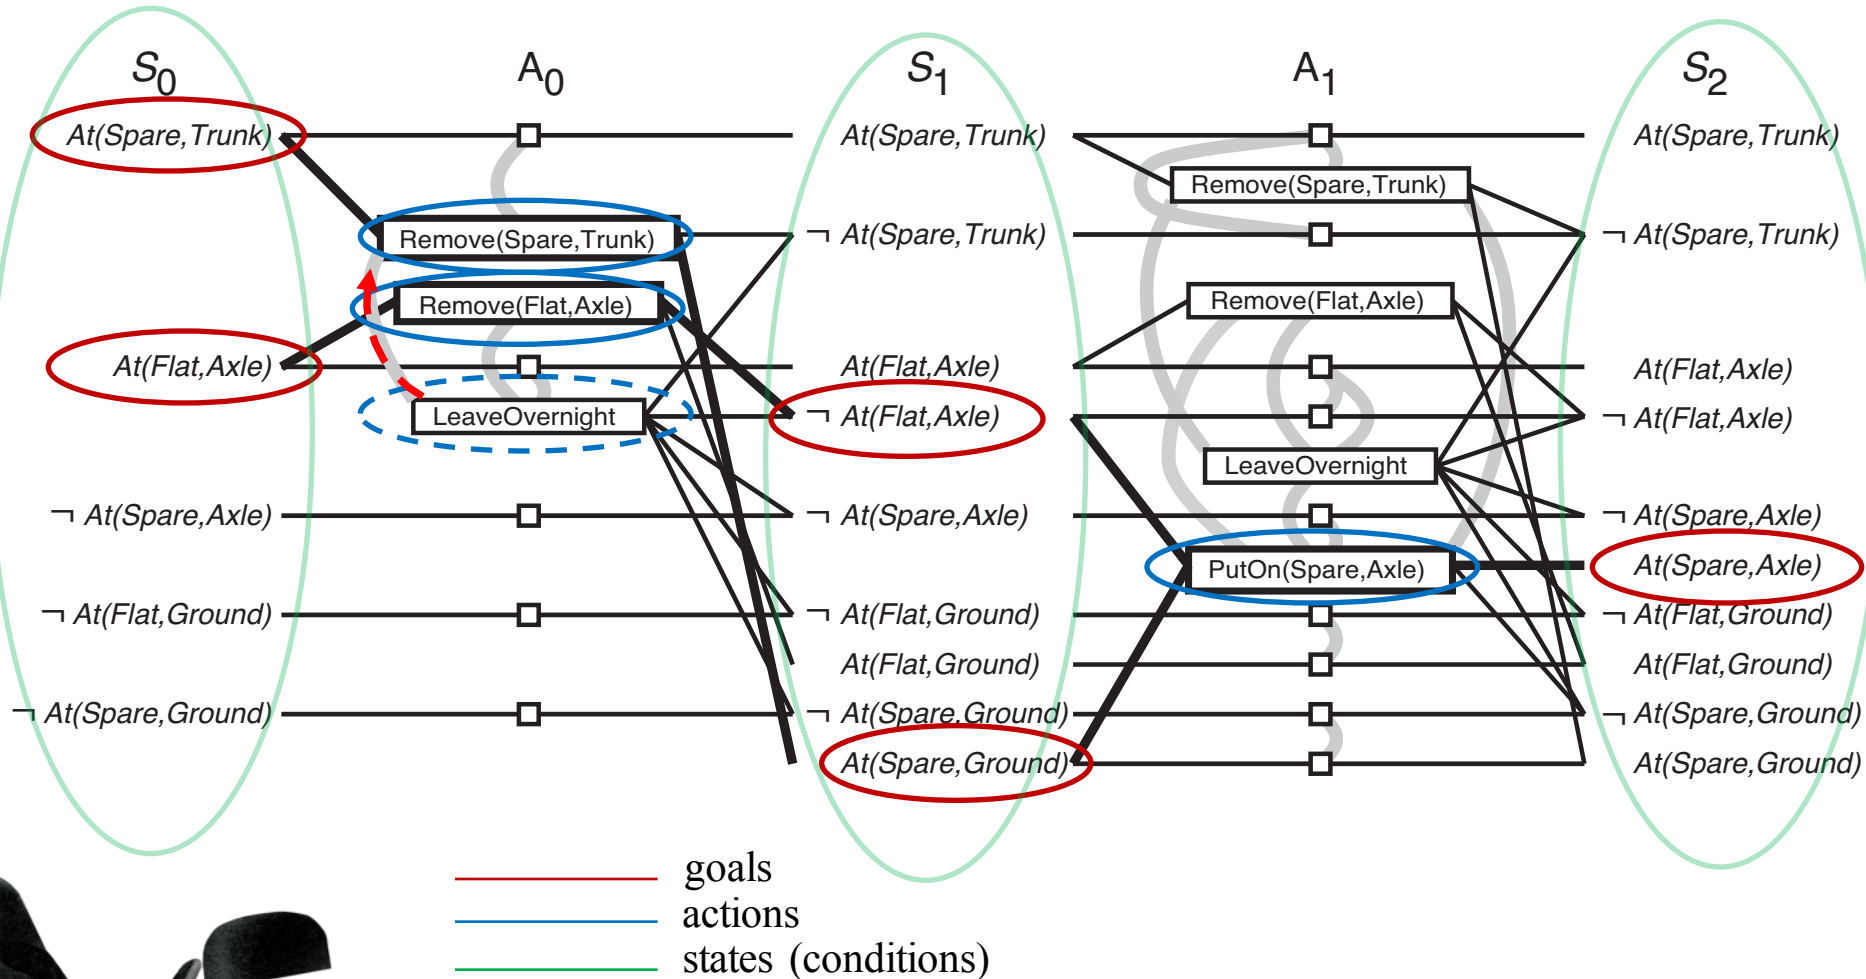 S0 A0 S1 A1 S2
At(Spare,Trunk) At(Spare,Trunk) At(Spare,Trunk)
Remove(Spare,Trunk)
Remove(Spare,Trunk) ¬ At(Spare,Trunk) ¬ At(Spare,Trunk)
Remove(Flat,Axle) Remove(Flat,Axle)
At(Flat,Axle) At(Flat,Axle) At(Flat,Axle)
LeaveOvernight ¬ At(Flat,Axle) ¬ At(Flat,Axle)
LeaveOvernight
¬ At(Spare,Axle) ¬ At(Spare,Axle) ¬ At(Spare,Axle)
PutOn(Spare,Axle) At(Spare,Axle)
¬ At(Flat,Ground) ¬ At(Flat,Ground) ¬ At(Flat,Ground)
At(Flat,Ground) At(Flat,Ground)
¬ At(Spare,Ground) ¬ At(Spare,Ground) ¬ At(Spare,Ground)
At(Spare,Ground) At(Spare,Ground)
goals
actions
states (conditions)